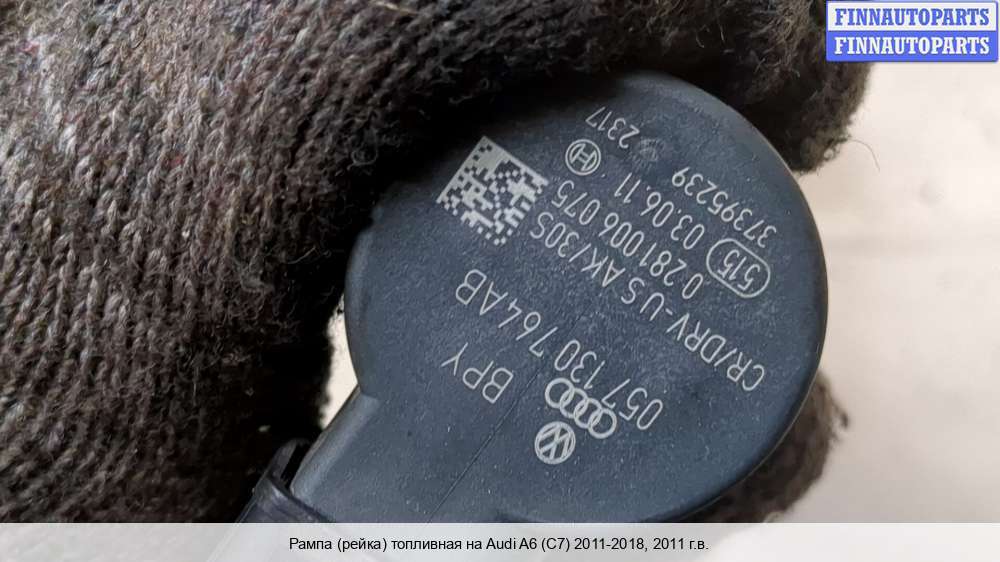 FINNAUTOPARTS
FINNAUTOPARTS
BPY
057 130 764AB
CR/DRV-U S AK/30S
0 281 006 075
515 03.06.11
37395239
2317
Рампа (рейка) топливная на Audi A6 (C7) 2011-2018, 2011 г.в.